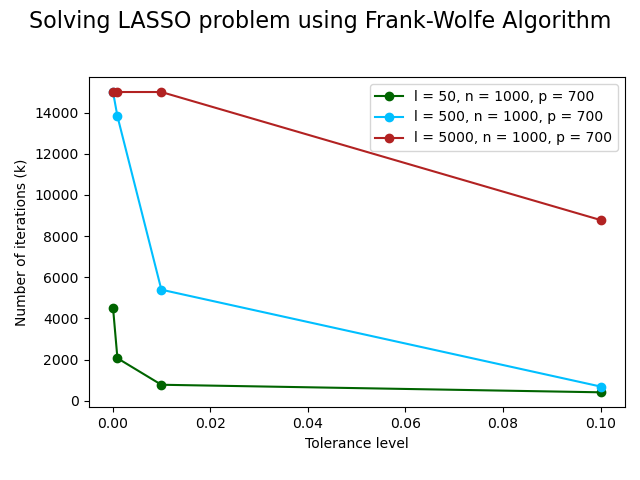 Solving LASSO problem using Frank-Wolfe Algorithm
l = 50, n = 1000, p = 700
l = 500, n = 1000, p = 700
l = 5000, n = 1000, p = 700
Number of iterations (k)
14000
12000
10000
8000
6000
4000
2000
0
0.00 0.02 0.04 0.06 0.08 0.10
Tolerance level